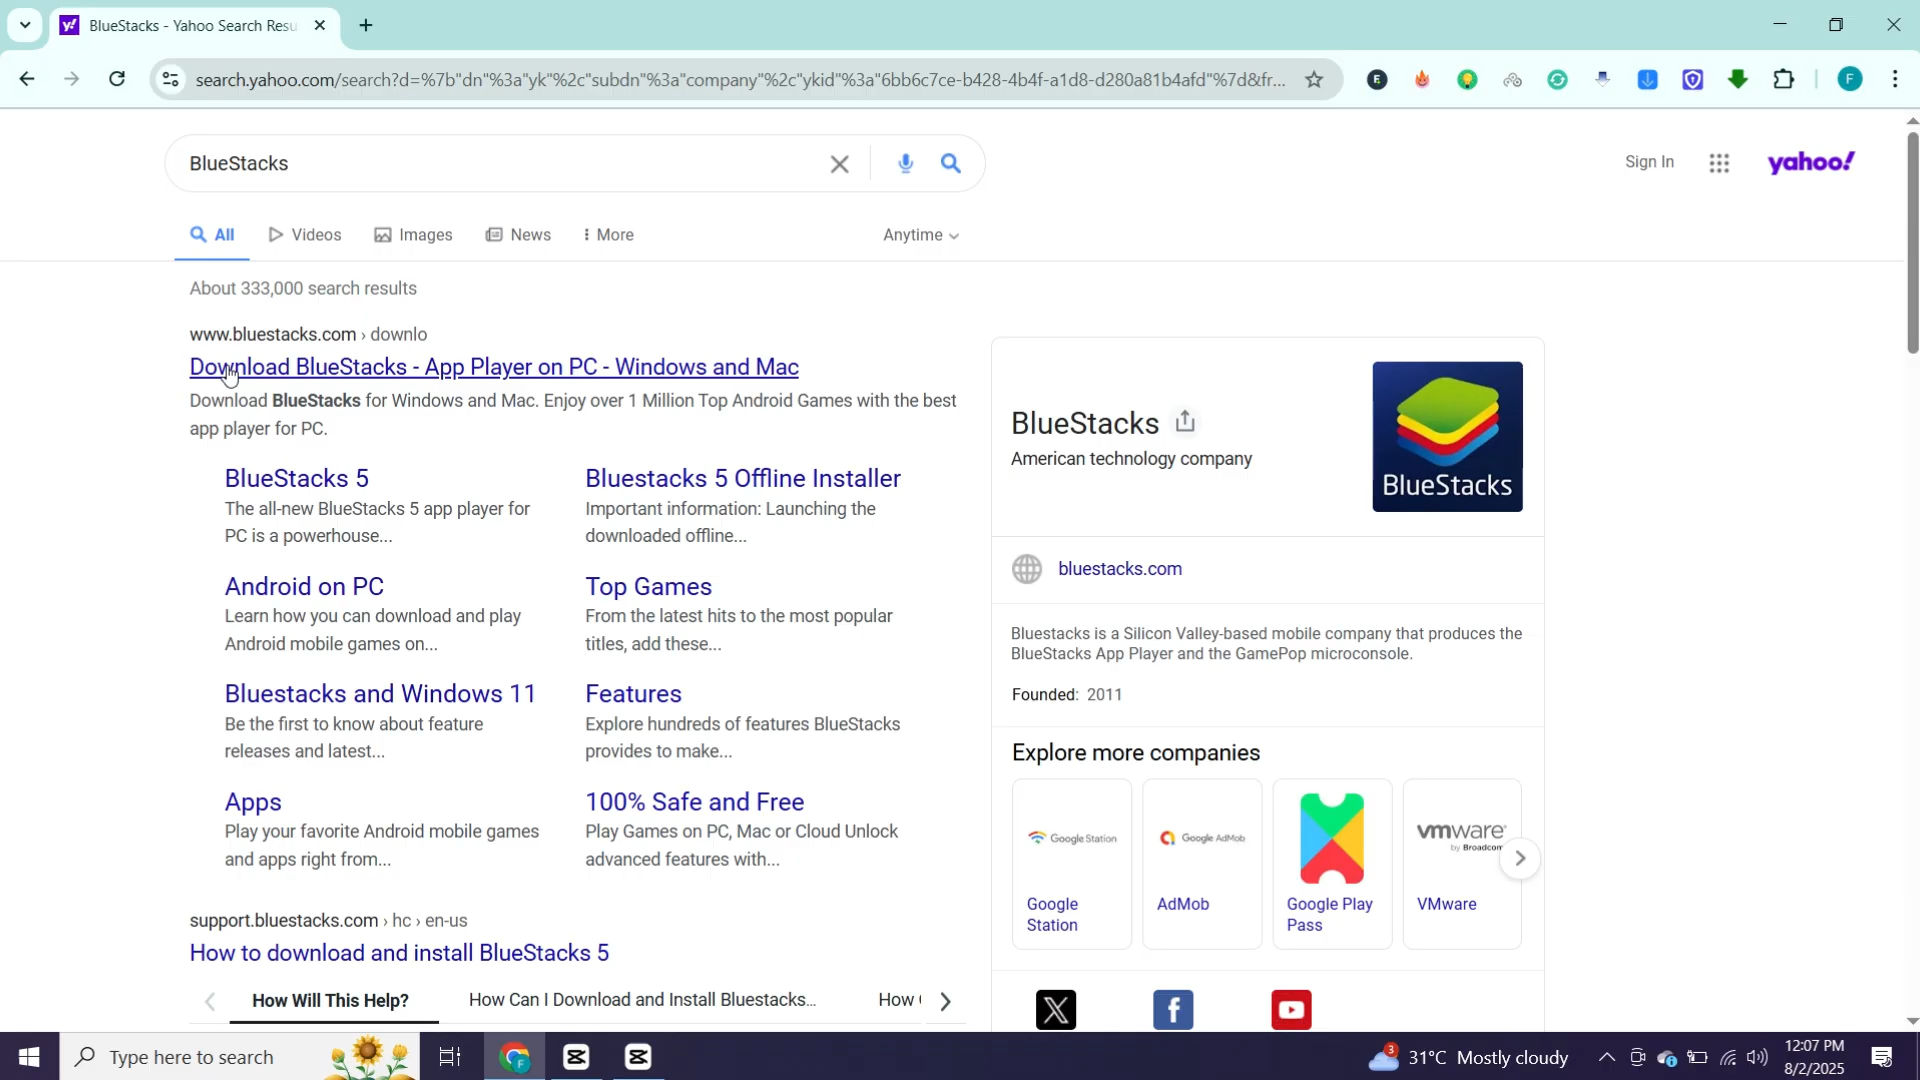 BlueStacks - Yahoo Search Resu
search.yahoo.com/search?d=%7b"dn"%3a"yk"%2c"subdn"%3a"company"%2c"ykid"%3a"6bb6c7ce-b428-4b4f-a1d8-d280a81b4afd"%7d&fr...
F
BlueStacks
Sign In
yahoo!
All
Videos
Images
News
More
Anytime
About 333,000 search results
www.bluestacks.com › downlo
Download BlueStacks - App Player on PC - Windows and Mac
Download BlueStacks for Windows and Mac. Enjoy over 1 Million Top Android Games with the best
app player for PC.
BlueStacks 5
The all-new BlueStacks 5 app player for
PC is a powerhouse...
Bluestacks 5 Offline Installer
Important information: Launching the
downloaded offline...
Android on PC
Learn how you can download and play
Android mobile games on...
Top Games
From the latest hits to the most popular
titles, add these...
Bluestacks and Windows 11
Be the first to know about feature
releases and latest...
Features
Explore hundreds of features BlueStacks
provides to make...
Apps
Play your favorite Android mobile games
and apps right from...
100% Safe and Free
Play Games on PC, Mac or Cloud Unlock
advanced features with...
support.bluestacks.com › hc › en-us
How to download and install BlueStacks 5
How Will This Help?
How Can I Download and Install Bluestacks...
How
BlueStacks
American technology company
BlueStacks
bluestacks.com
Bluestacks is a Silicon Valley-based mobile company that produces the
BlueStacks App Player and the GamePop microconsole.
Founded: 2011
Explore more companies
Google Station
Google
Station
Google AdMob
AdMob
Google Play
Pass
vmware
by Broadcom
VMware
Type here to search
3
31°C Mostly cloudy
12:07 PM
8/2/2025